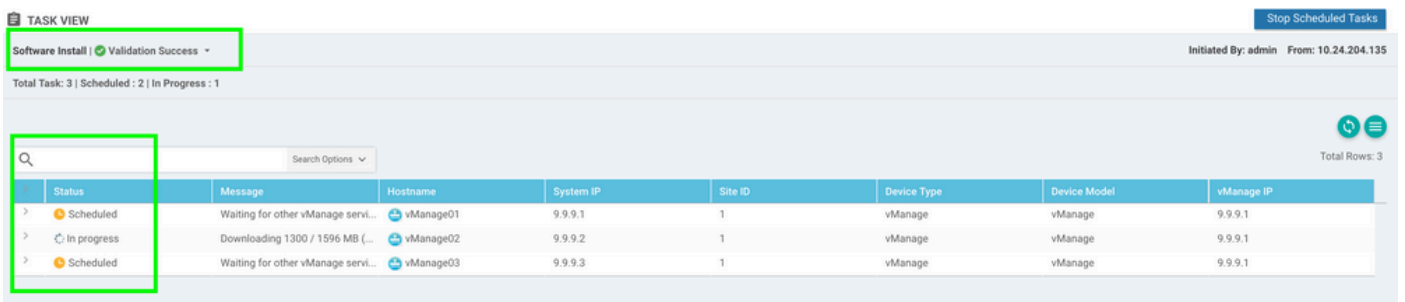 TASK VIEW Stop Scheduled Tasks
Software Install | Validation Success Initiated By: admin From: 10.24.204.135
Total Task: 3 | Scheduled : 2 | In Progress : 1
Search Options Total Rows: 3
Status Message Hostname System IP Site ID Device Type Device Model vManage IP
Scheduled Waiting for other vManage servi... vManage01 9.9.9.1 1 vManage vManage 9.9.9.1
In progress Downloading 1300 / 1596 MB (... vManage02 9.9.9.2 1 vManage vManage 9.9.9.1
Scheduled Waiting for other vManage servi... vManage03 9.9.9.3 1 vManage vManage 9.9.9.1